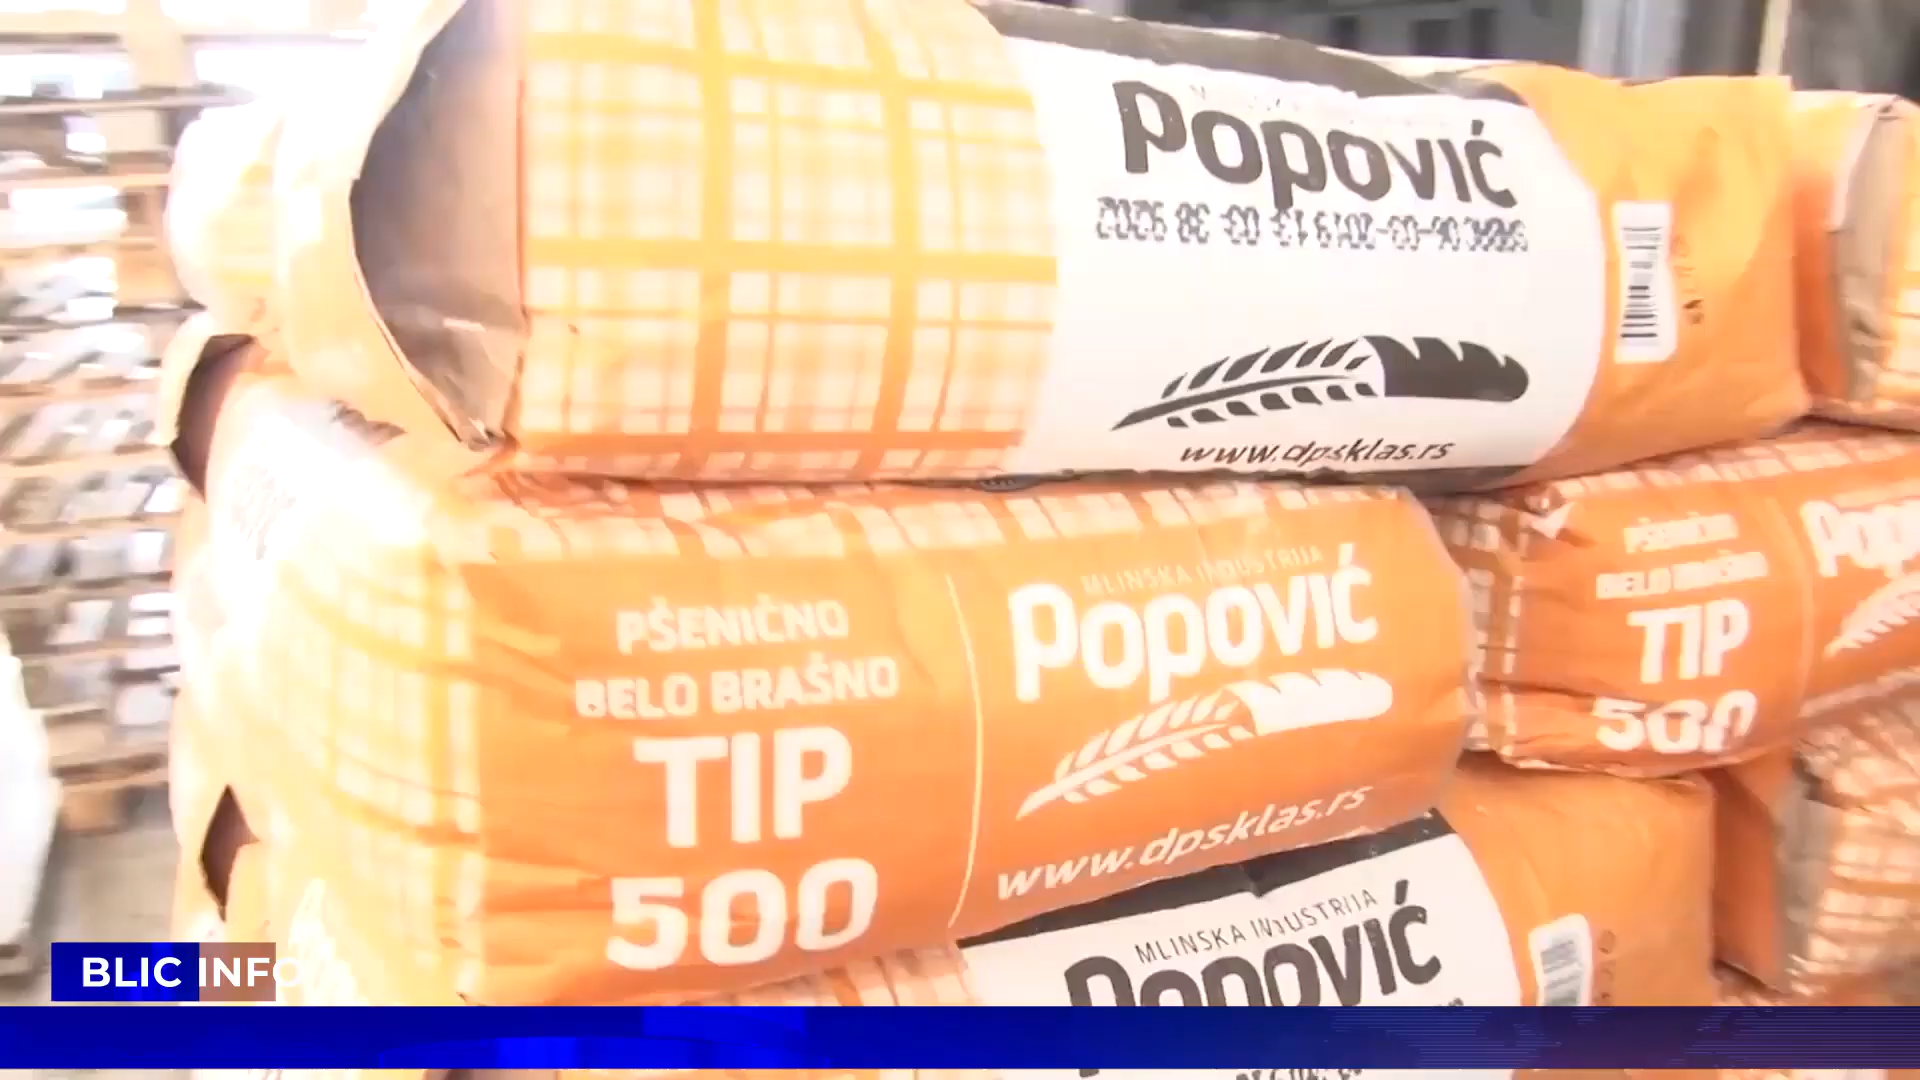 Popović
www.dpsklas.rs
PŠENIČNO
BELO BRAŠNO
TIP
500
MLINSKA INDUSTRIJA
Popović
www.dpsklas.rs
PŠENIČNO
BELO BRAŠNO
TIP
500
MLINSKA INDUSTRIJA
Popović
BLIC INFO